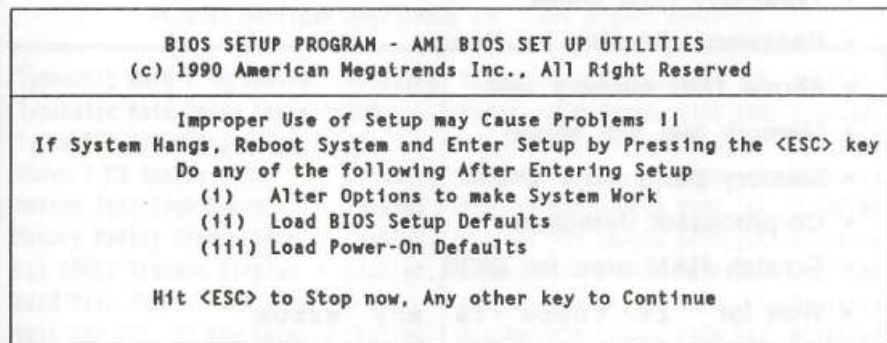 BIOS SETUP PROGRAM - AMI BIOS SET UP UTILITIES
(c) 1990 American Megatrends Inc., All Right Reserved
Improper Use of Setup may Cause Problems !!
If System Hangs, Reboot System and Enter Setup by Pressing the <ESC> key
Do any of the following After Entering Setup
(i) Alter Options to make System Work
(ii) Load BIOS Setup Defaults
(iii) Load Power-On Defaults
Hit <ESC> to Stop now, Any other key to Continue